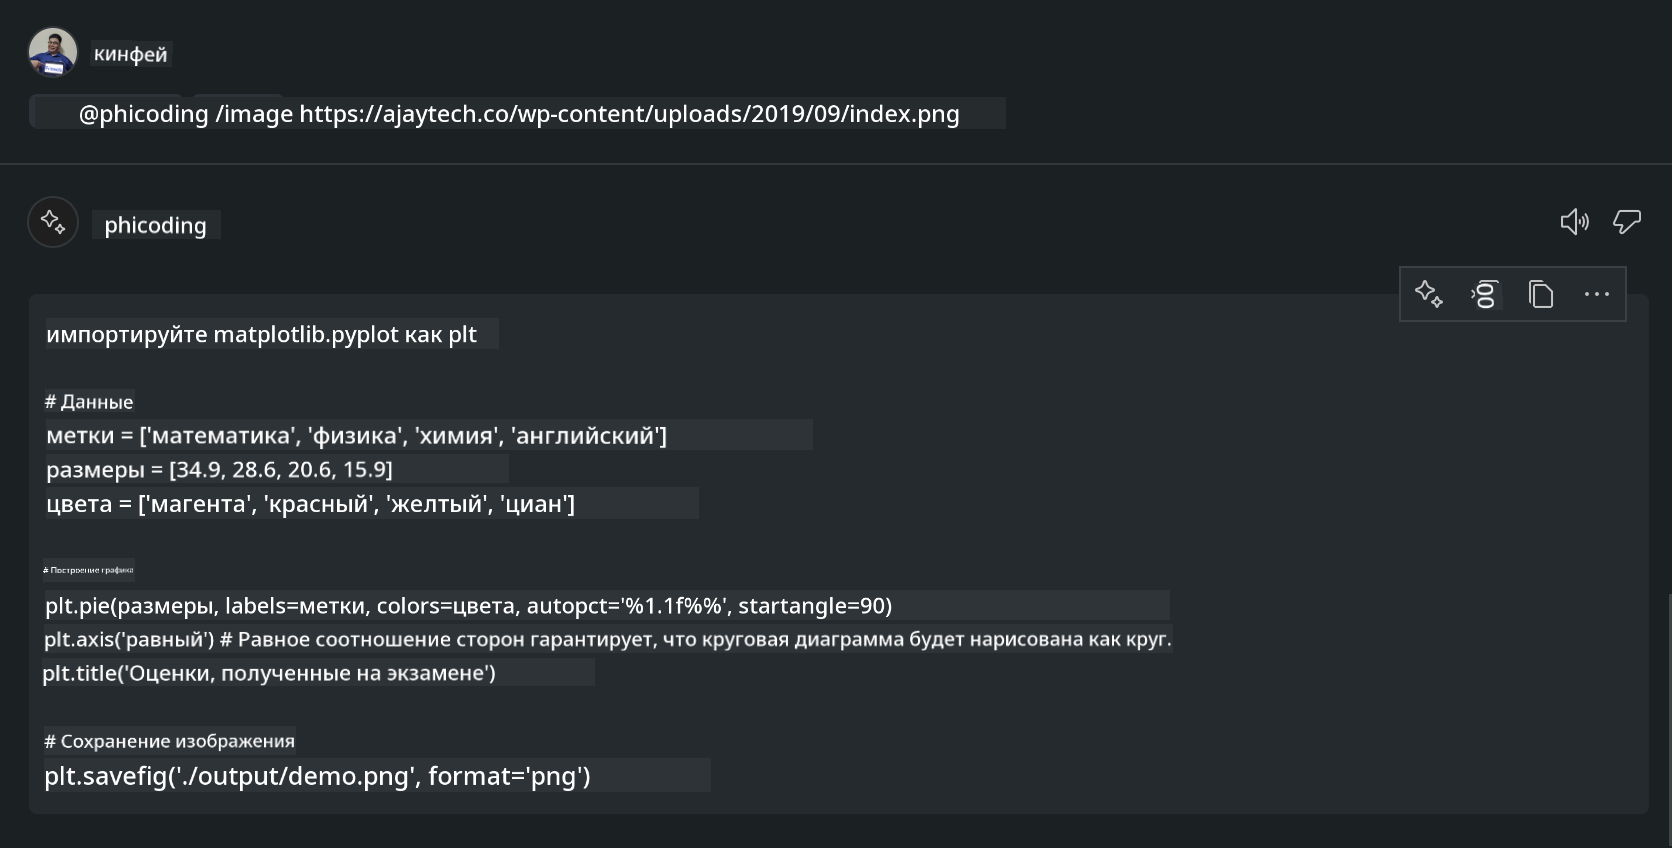 кинфей
@phicoding /image https://ajaytech.co/wp-content/uploads/2019/09/index.png
phicoding
импортируйте matplotlib.pyplot как plt
# Данные
метки = ['математика', 'физика', 'химия', 'английский']
размеры = [34.9, 28.6, 20.6, 15.9]
цвета = ['магента', 'красный', 'желтый', 'циан']
# Построение графика
plt.pie(размеры, labels=метки, colors=цвета, autopct='%1.1f%%', startangle=90)
plt.axis('равный') # Равное соотношение сторон гарантирует, что круговая диаграмма будет нарисована как круг.
plt.title('Оценки, полученные на экзамене')
# Сохранение изображения
plt.savefig('./output/demo.png', format='png')